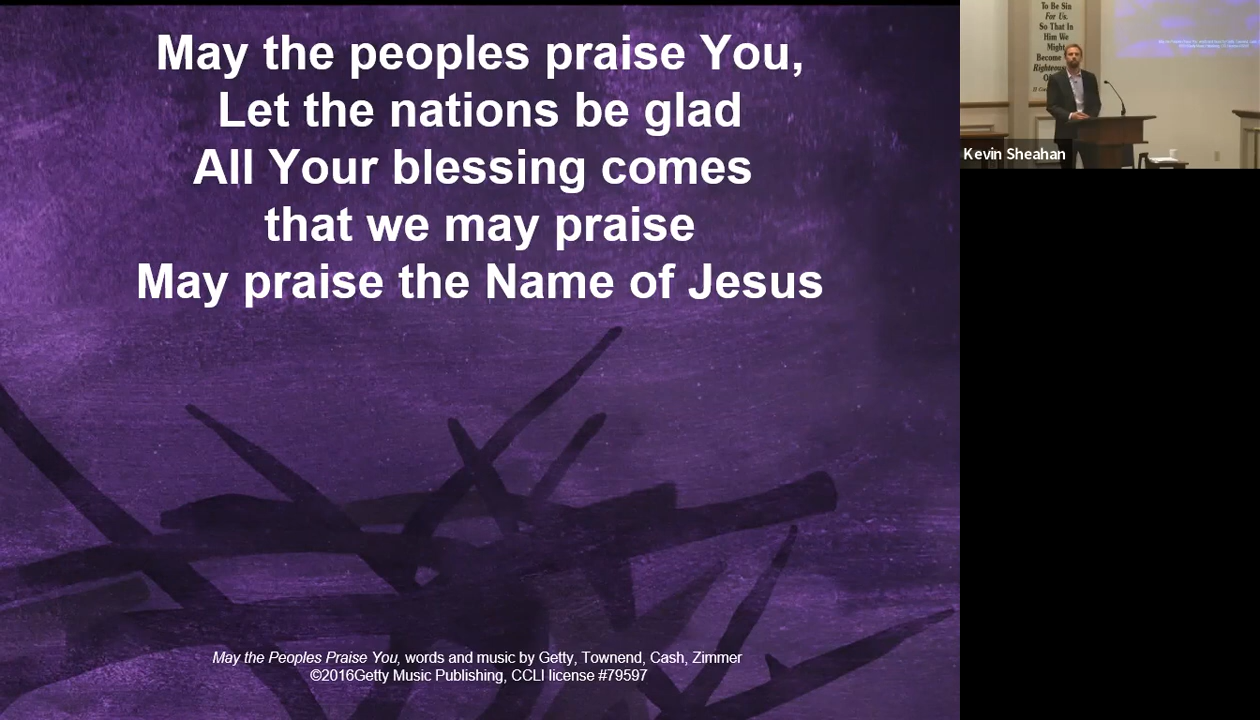 May the peoples praise You,
Let the nations be glad
All Your blessing comes
that we may praise
May praise the Name of Jesus
May the Peoples Praise You, words and music by Getty, Townend, Cash, Zimmer
©2016Getty Music Publishing, CCLI license #79597
To Be Sin
For Us.
So That In
Him We
Might
Become
Kevin Sheahan